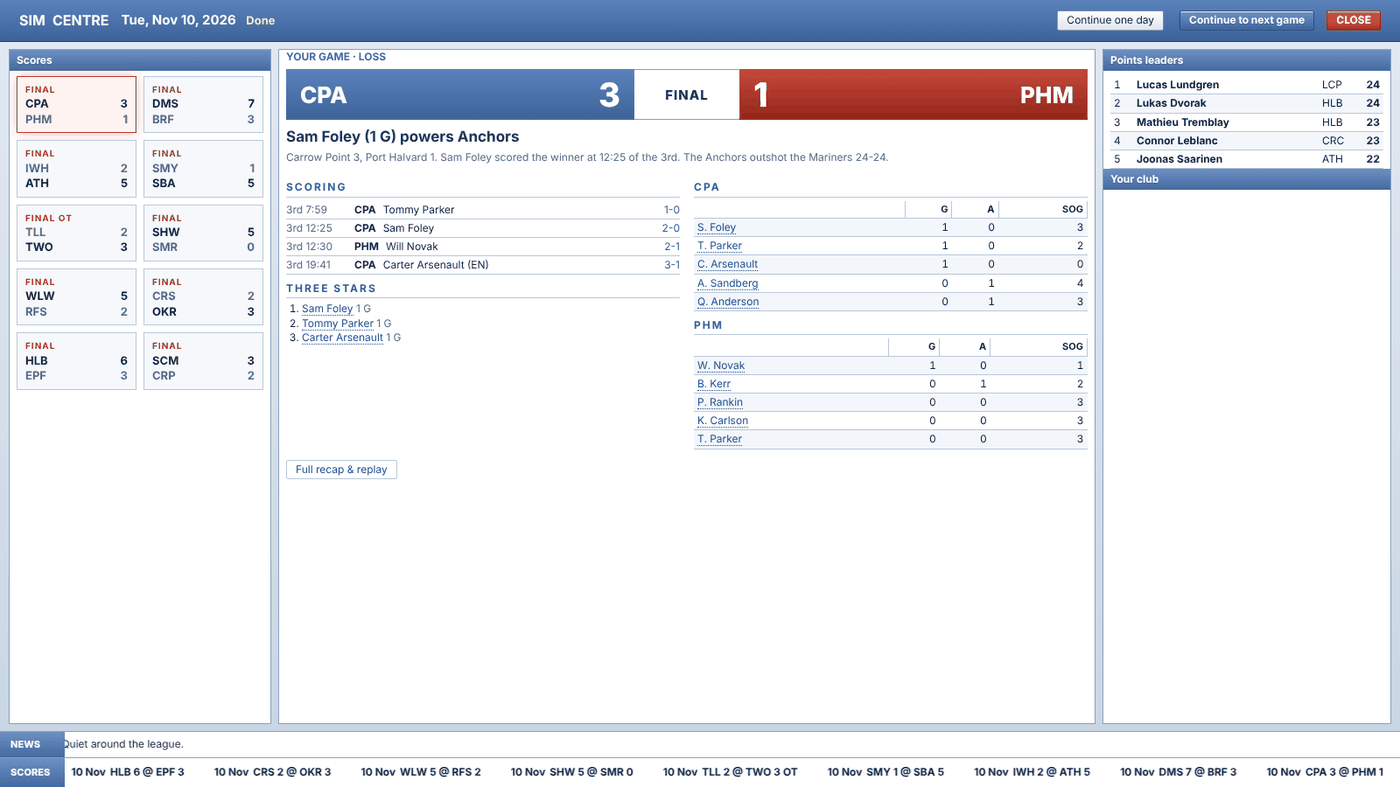 SIM CENTRE Tue, Nov 10, 2026 Done
Continue one day Continue to next game CLOSE
Scores
FINAL
CPA 3
PHM 1
FINAL
DMS 7
BRF 3
FINAL
IWH 2
ATH 5
FINAL
SMY 1
SBA 5
FINAL OT
TLL 2
TWO 3
FINAL
SHW 5
SMR 0
FINAL
WLW 5
RFS 2
FINAL
CRS 2
OKR 3
FINAL
HLB 6
EPF 3
FINAL
SCM 3
CRP 2
YOUR GAME · LOSS
CPA 3 FINAL 1 PHM
Sam Foley (1 G) powers Anchors
Carrow Point 3, Port Halvard 1. Sam Foley scored the winner at 12:25 of the 3rd. The Anchors outshot the Mariners 24-24.
SCORING
3rd 7:59 CPA Tommy Parker 1-0
3rd 12:25 CPA Sam Foley 2-0
3rd 12:30 PHM Will Novak 2-1
3rd 19:41 CPA Carter Arsenault (EN) 3-1
THREE STARS
1. Sam Foley 1 G
2. Tommy Parker 1 G
3. Carter Arsenault 1 G
CPA
G A SOG
S. Foley 1 0 3
T. Parker 1 0 2
C. Arsenault 1 0 0
A. Sandberg 0 1 4
Q. Anderson 0 1 3
PHM
G A SOG
W. Novak 1 0 1
B. Kerr 0 1 2
P. Rankin 0 0 3
K. Carlson 0 0 3
T. Parker 0 0 3
Full recap & replay
Points leaders
1 Lucas Lundgren LCP 24
2 Lukas Dvorak HLB 24
3 Mathieu Tremblay HLB 23
4 Connor Leblanc CRC 23
5 Joonas Saarinen ATH 22
Your club
NEWS Quiet around the league.
SCORES 10 Nov HLB 6 @ EPF 3 10 Nov CRS 2 @ OKR 3 10 Nov WLW 5 @ RFS 2 10 Nov SHW 5 @ SMR 0 10 Nov TLL 2 @ TWO 3 OT 10 Nov SMY 1 @ SBA 5 10 Nov IWH 2 @ ATH 5 10 Nov DMS 7 @ BRF 3 10 Nov CPA 3 @ PHM 1